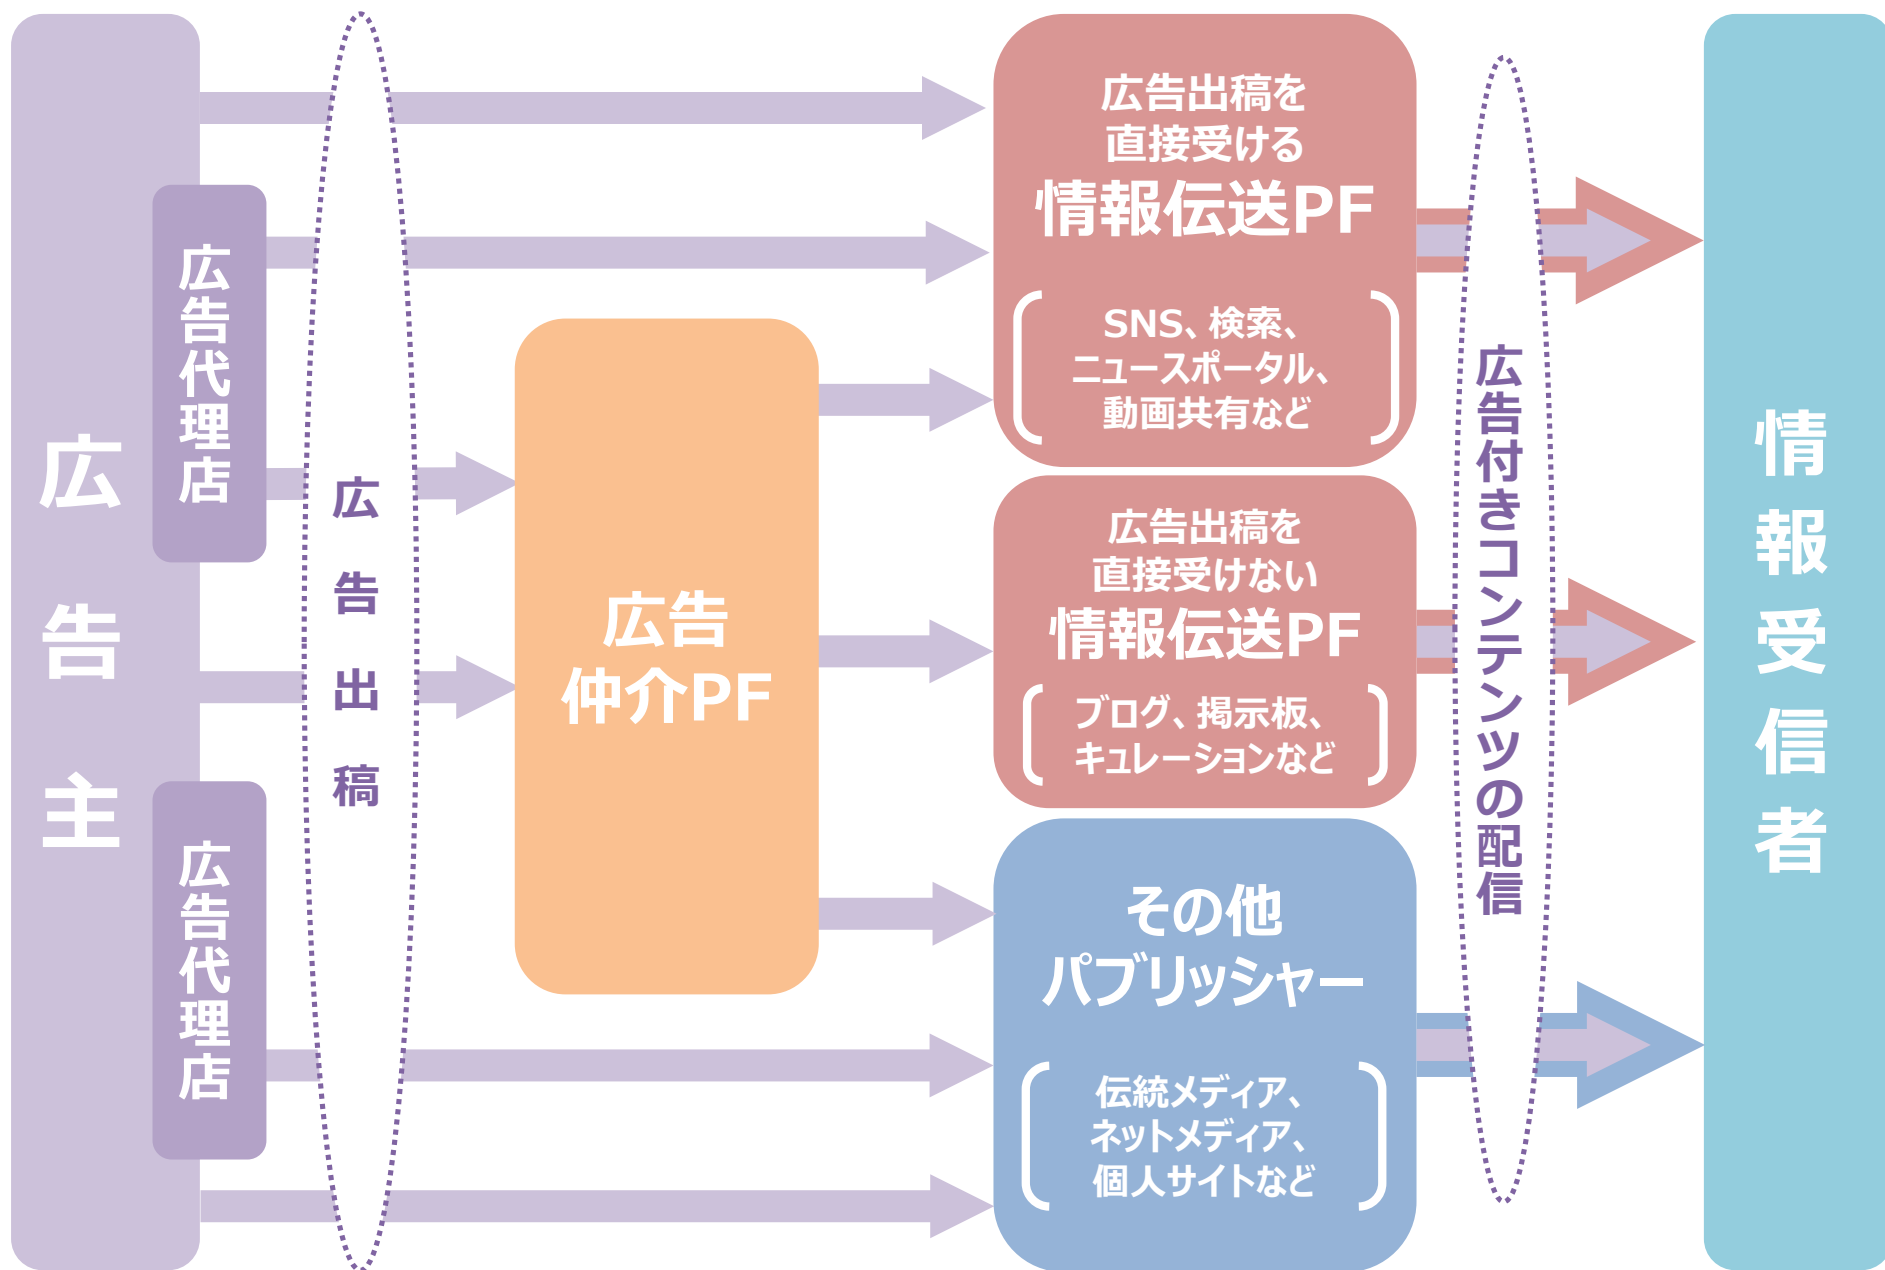 広告主
広告代理店
広告代理店
広告出稿
広告
仲介PF
広告出稿を
直接受ける
情報伝送PF
SNS、検索、
ニュースポータル、
動画共有など
広告出稿を
直接受けない
情報伝送PF
ブログ、掲示板、
キュレーションなど
その他
パブリッシャー
伝統メディア、
ネットメディア、
個人サイトなど
広告付きコンテンツの配信
情報受信者